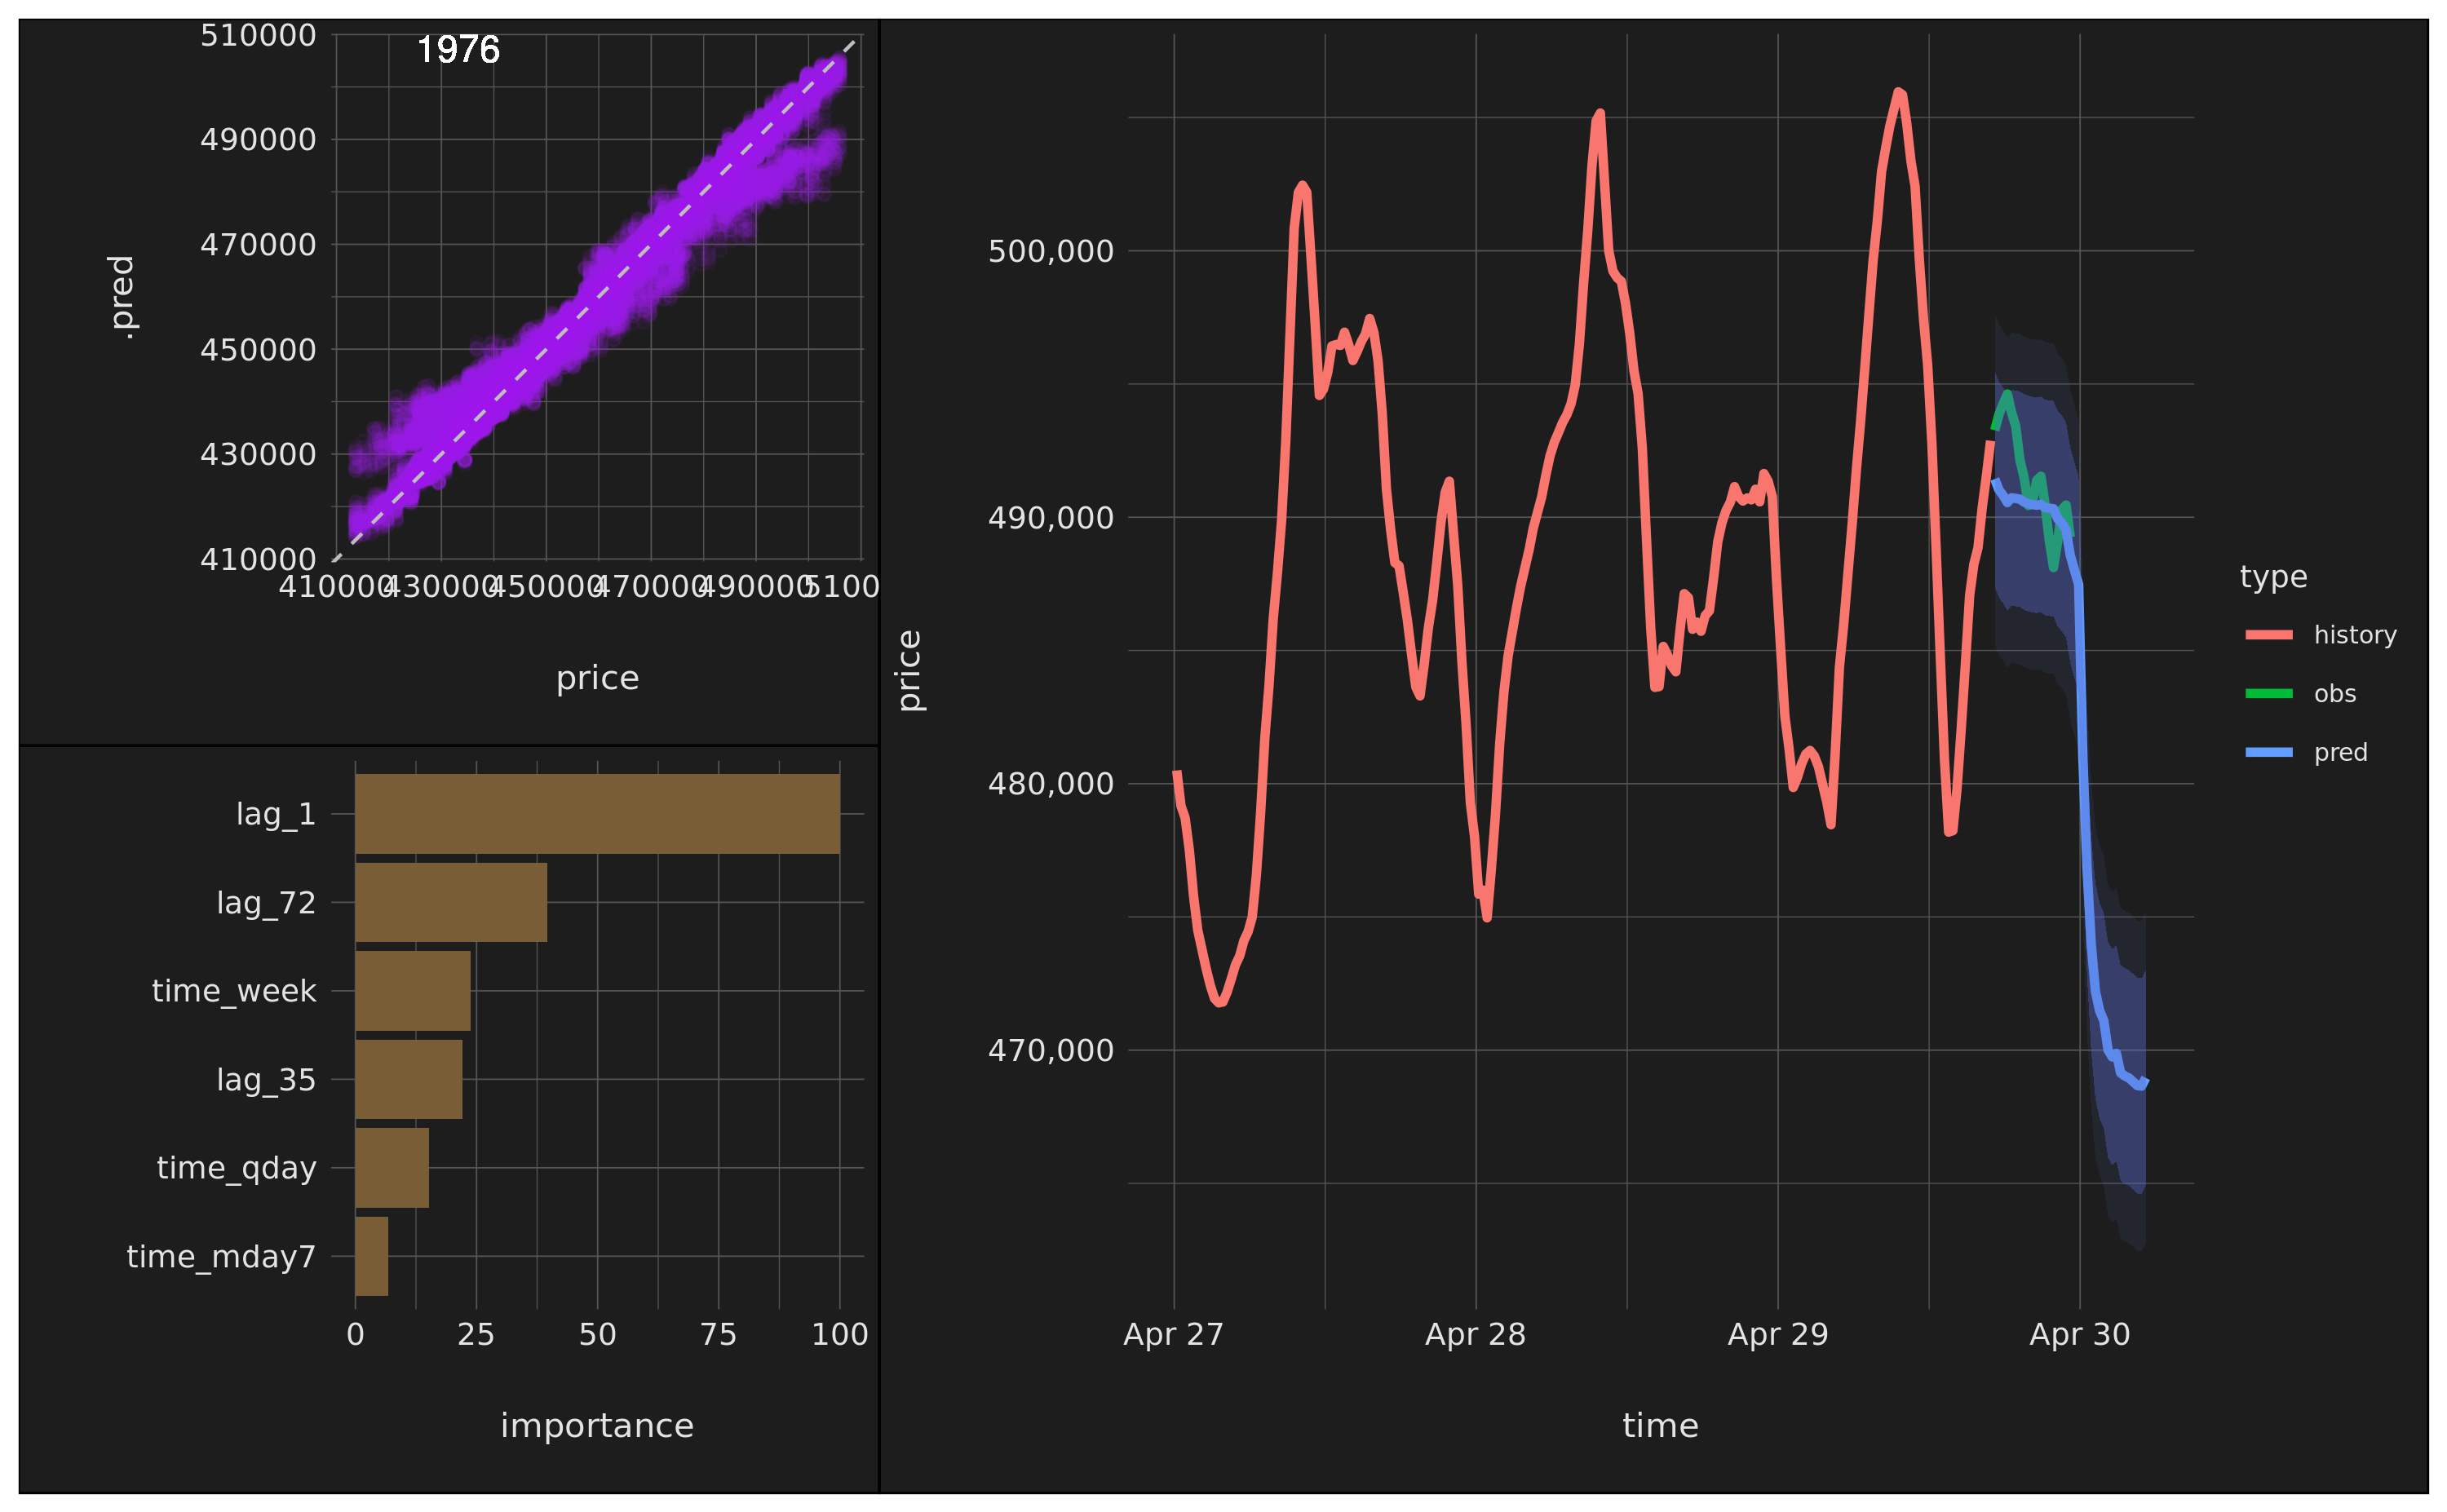 510000
490000
470000
450000
430000
410000
.pred
1976
410000 430000 450000 470000 490000 5100
price
lag_1
lag_72
time_week
lag_35
time_qday
time_mday7
0 25 50 75 100
importance
500,000
490,000
480,000
470,000
price
Apr 27 Apr 28 Apr 29 Apr 30
time
type
history
obs
pred